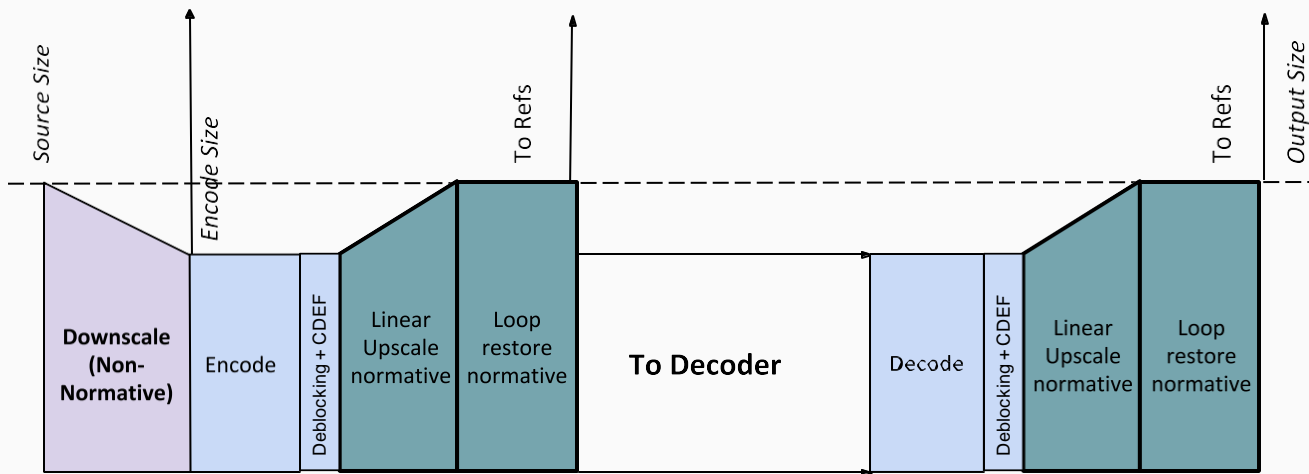 Source Size
Encode Size
To Refs
To Refs
Output Size
Downscale
(Non-
Normative)
Encode
Deblocking + CDEF
Linear
Upscale
normative
Loop
restore
normative
To Decoder
Decode
Deblocking + CDEF
Linear
Upscale
normative
Loop
restore
normative